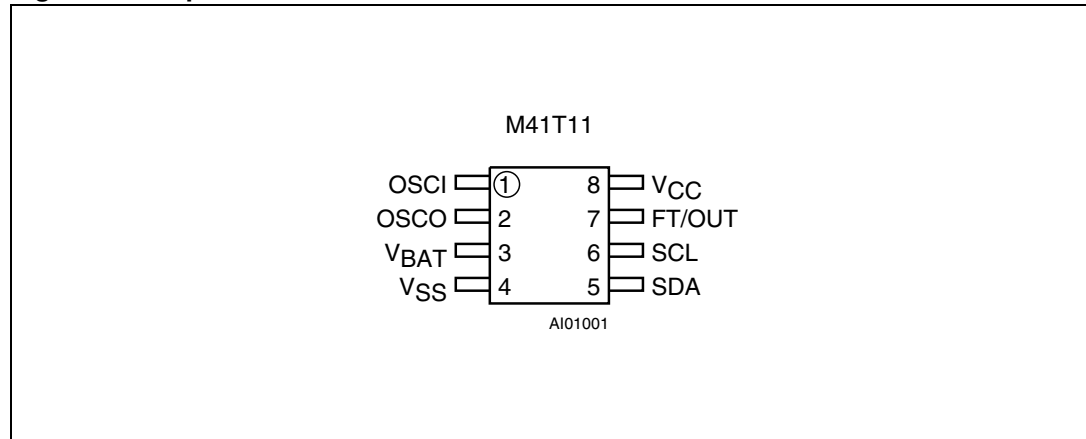 M41T11
OSCI 1 8 VCC
OSCO 2 7 FT/OUT
VBAT 3 6 SCL
VSS 4 5 SDA
AI01001